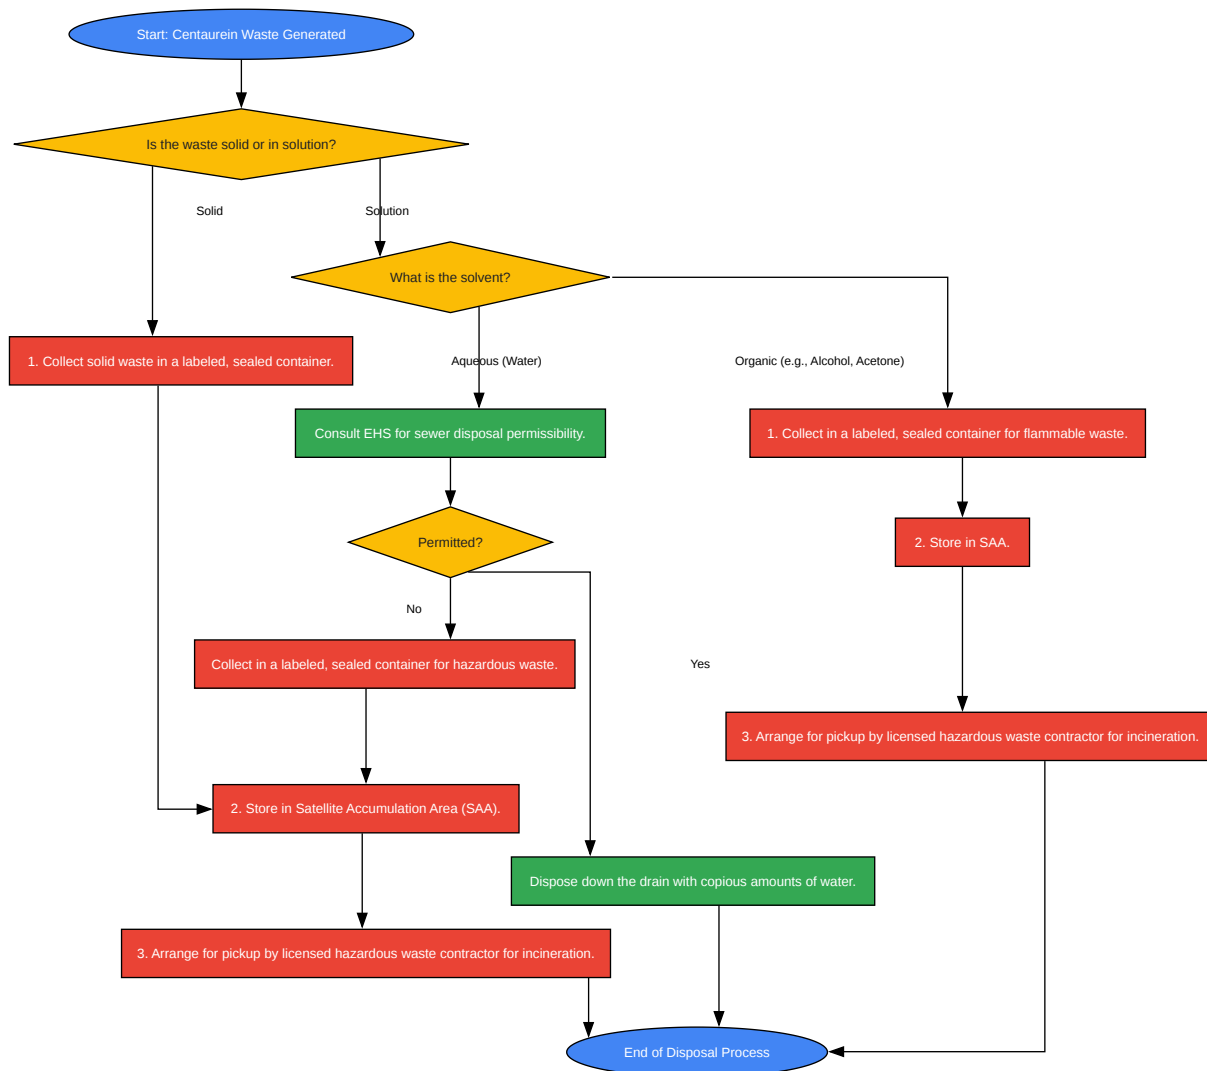 Start: Centaurein Waste Generated
Is the waste solid or in solution?
Solid
Solution
What is the solvent?
1. Collect solid waste in a labeled, sealed container.
Aqueous (Water)
Organic (e.g., Alcohol, Acetone)
Consult EHS for sewer disposal permissibility.
1. Collect in a labeled, sealed container for flammable waste.
Permitted?
2. Store in SAA.
No
Collect in a labeled, sealed container for hazardous waste.
Yes
3. Arrange for pickup by licensed hazardous waste contractor for incineration.
2. Store in Satellite Accumulation Area (SAA).
Dispose down the drain with copious amounts of water.
3. Arrange for pickup by licensed hazardous waste contractor for incineration.
End of Disposal Process